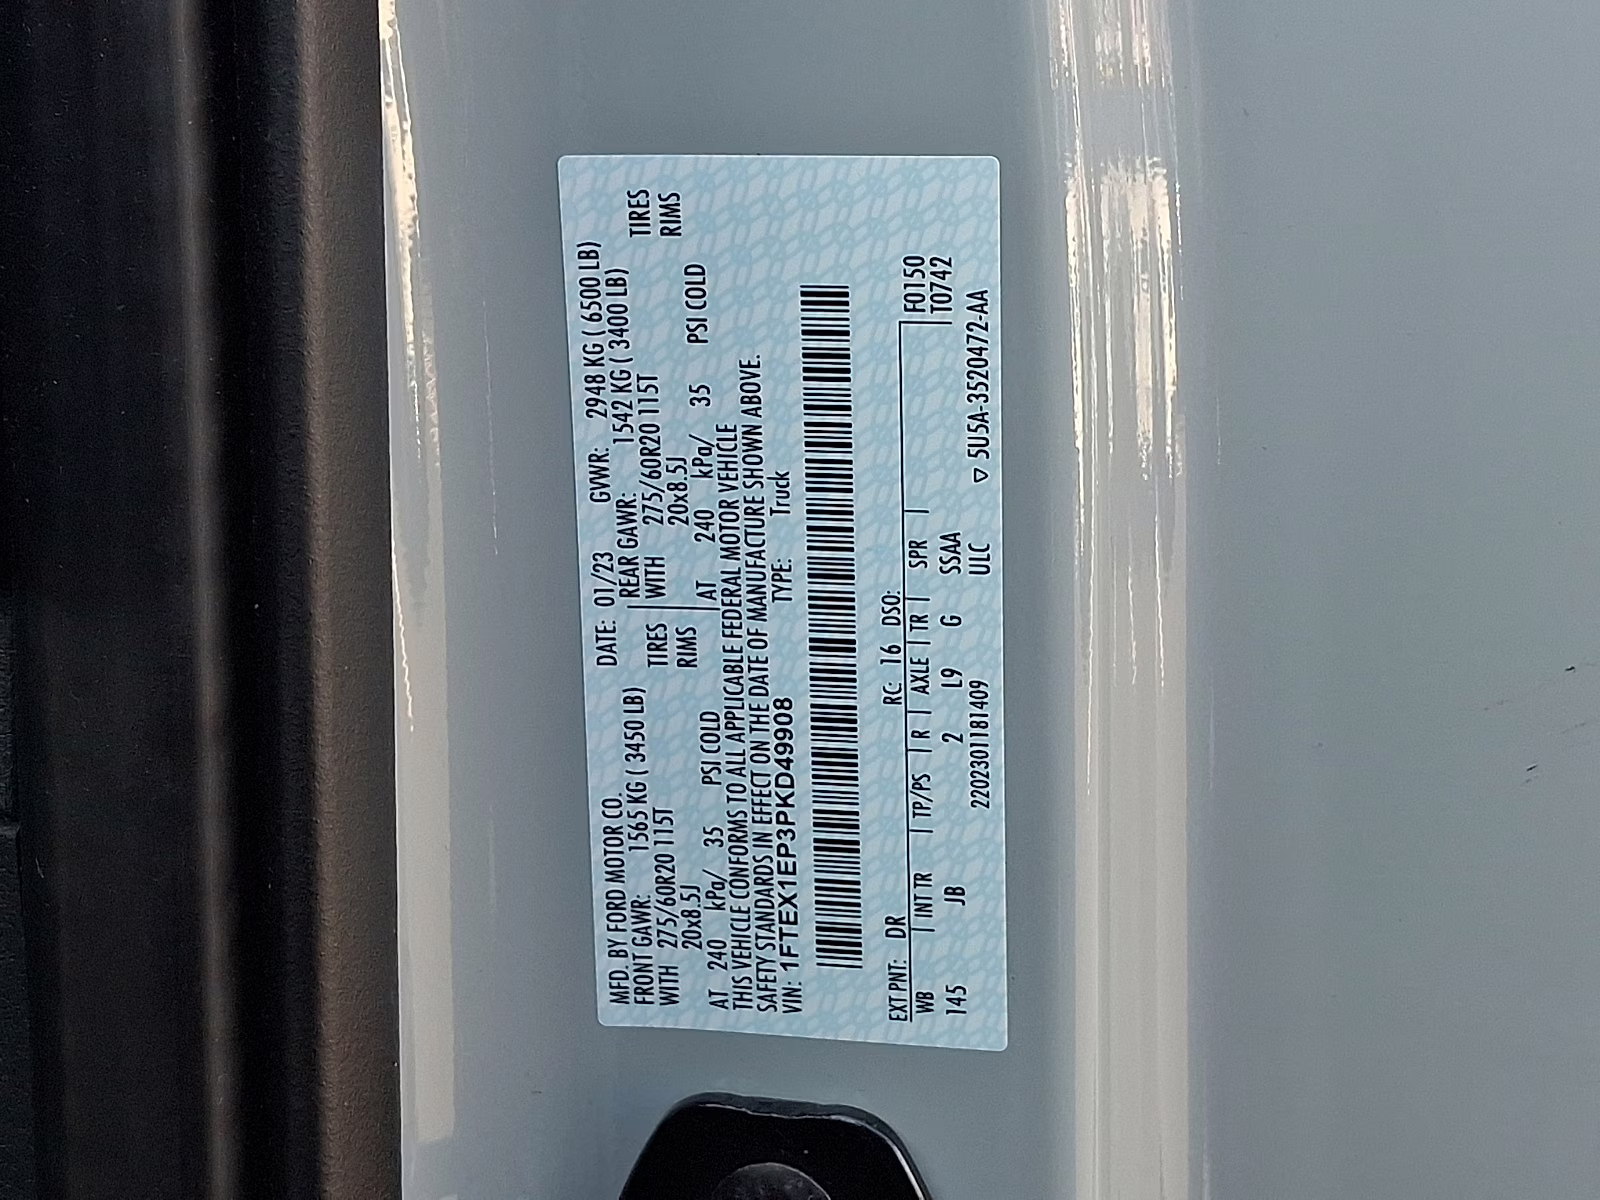 MFD. BY FORD MOTOR CO. DATE: 01/23 GVWR: 2948 KG ( 6500 LB)
FRONT GAWR: 1565 KG ( 3450 LB) REAR GAWR: 1542 KG ( 3400 LB)
WITH 275/60R20 115T TIRES WITH 275/60R20 115T TIRES
20x8.5J RIMS 20x8.5J RIMS
AT 240 kPa/ 35 PSI COLD AT 240 kPa/ 35 PSI COLD
THIS VEHICLE CONFORMS TO ALL APPLICABLE FEDERAL MOTOR VEHICLE
SAFETY STANDARDS IN EFFECT ON THE DATE OF MANUFACTURE SHOWN ABOVE.
VIN: 1FTEX1EP3PKD49908 TYPE: Truck
EXT PNT: DR RC: 16 DSO:
WB INT TR TP/PS R AXLE TR SPR F0150
145 JB 2 L9 G SSAA T0742
2202301181409 ULC ▽ 5U5A-3520472-AA